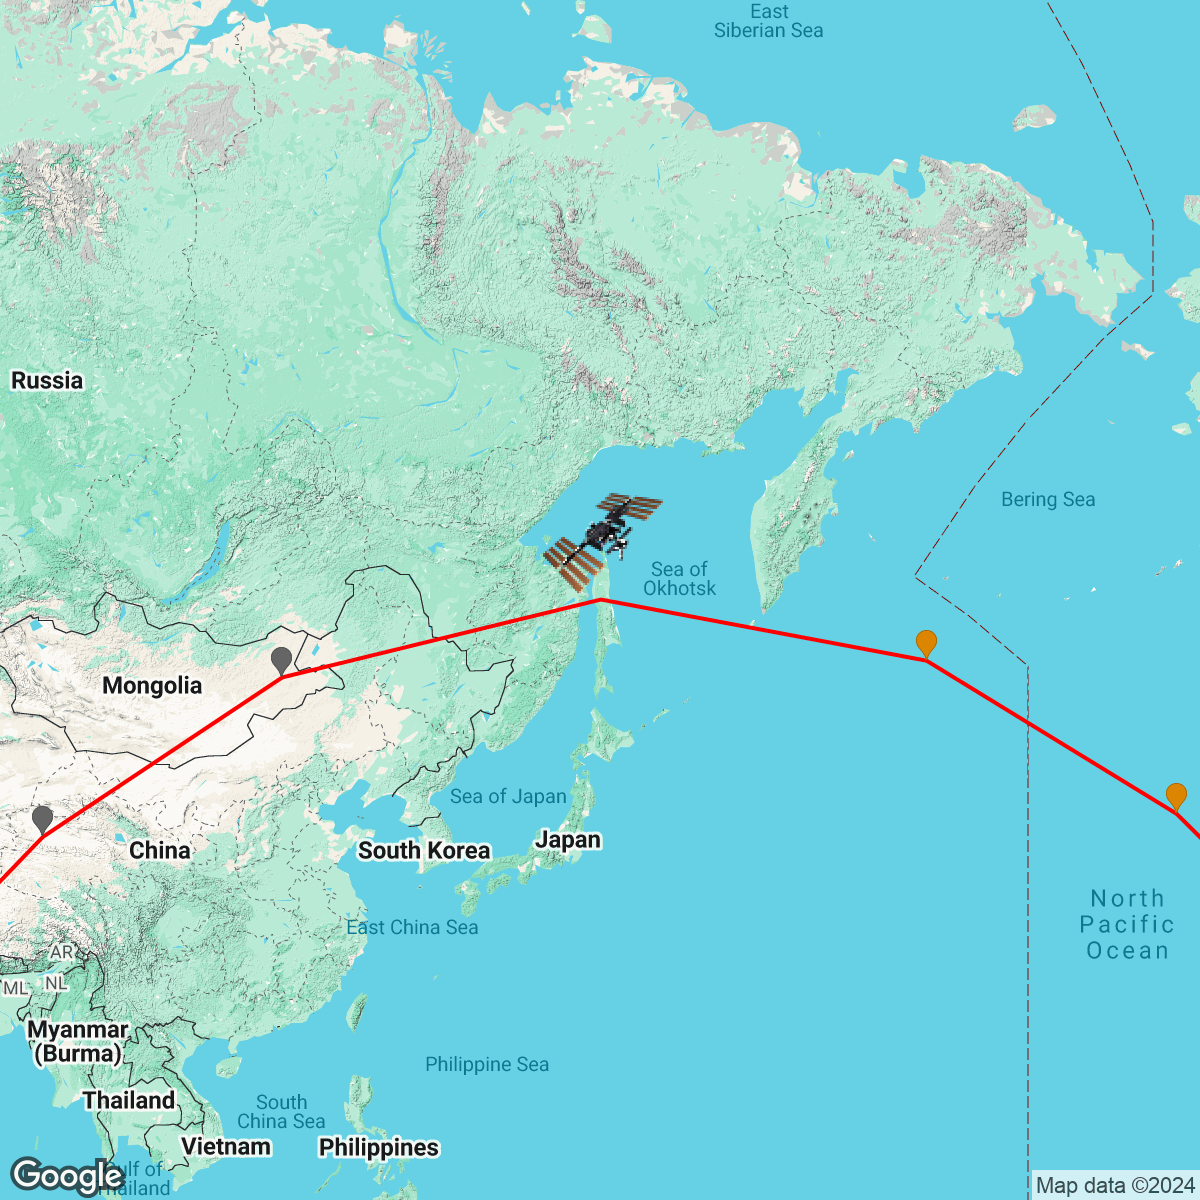 East
Siberian Sea
Russia
Bering Sea
Sea of
Okhotsk
Mongolia
Sea of Japan
China
South Korea
Japan
North
Pacific
Ocean
East China Sea
AR
NL
ML
Myanmar
(Burma)
Philippine Sea
Thailand
South
China Sea
Vietnam
Philippines
Gulf of
Thailand
Google
Map data ©2024